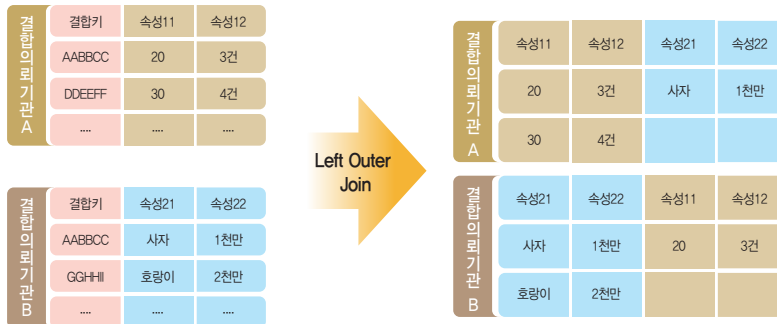 결합의뢰기관 A
결합키 속성11 속성12
AABBCC 20 3건
DDEEFF 30 4건
.... .... ....
결합의뢰기관 B
결합키 속성21 속성22
AABBCC 사자 1천만
GGHHII 호랑이 2천만
.... .... ....
Left Outer
Join
결합의뢰기관 A
속성11 속성12 속성21 속성22
20 3건 사자 1천만
30 4건
결합의뢰기관 B
속성21 속성22 속성11 속성12
사자 1천만 20 3건
호랑이 2천만